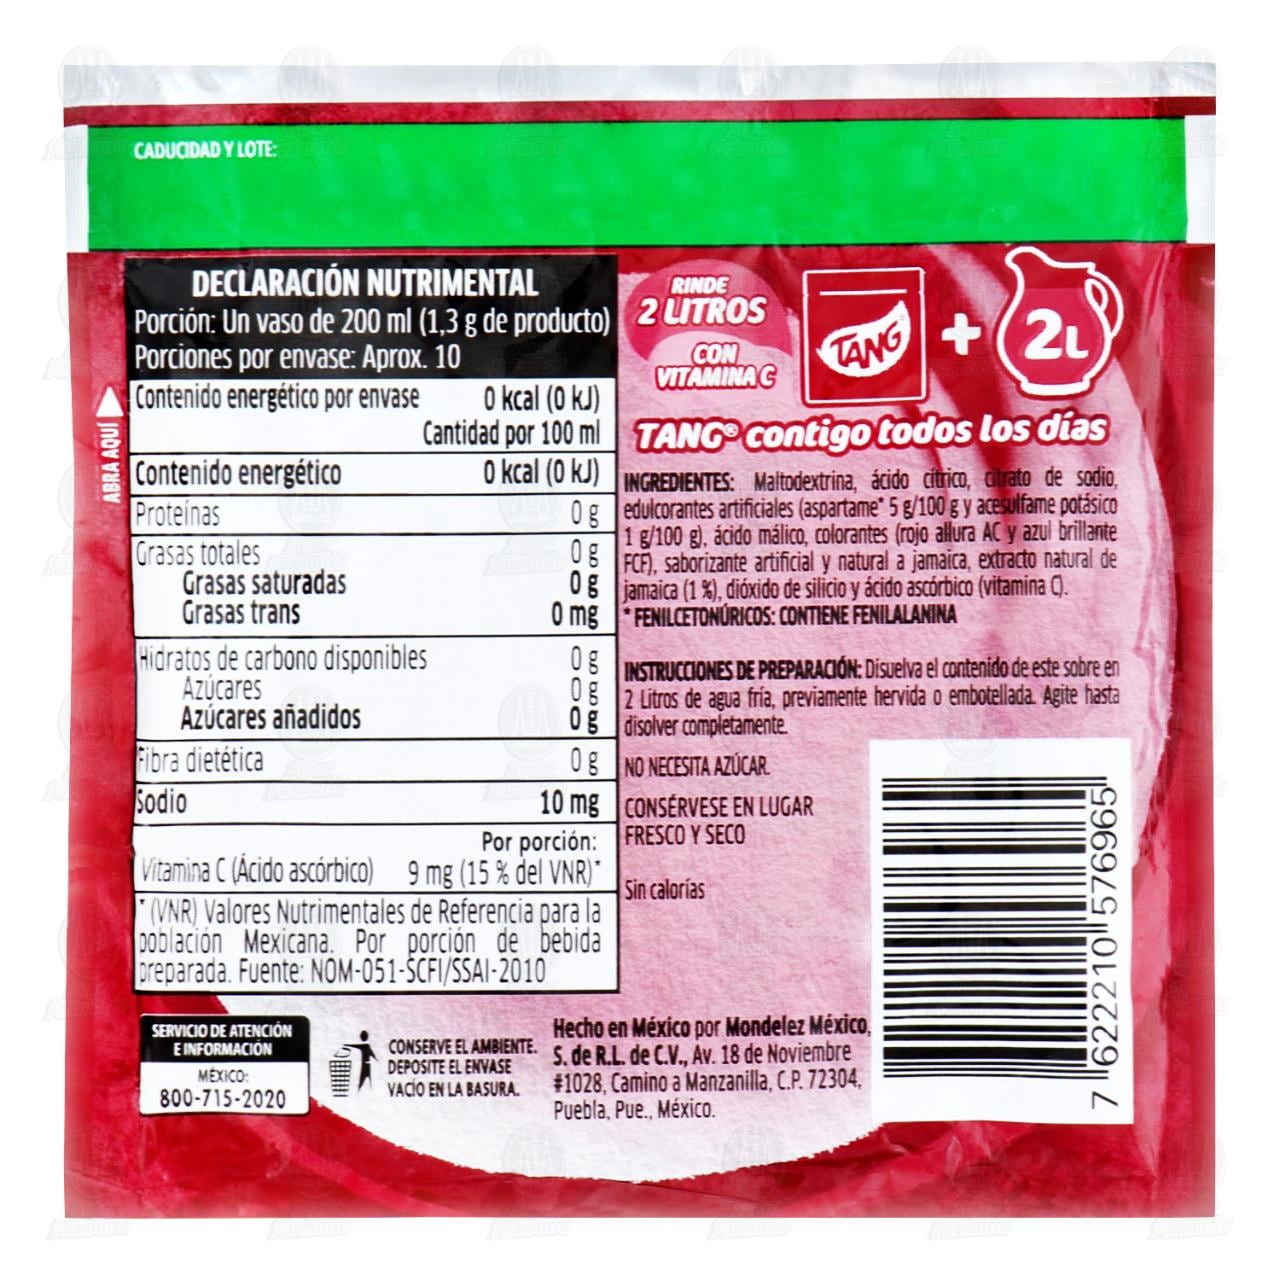 CADUCIDAD Y LOTE:
ABRA AQUÍ
DECLARACIÓN NUTRIMENTAL
Porción: Un vaso de 200 ml (1,3 g de producto)
Porciones por envase: Aprox. 10
Contenido energético por envase 0 kcal (0 kJ)
Cantidad por 100 ml
Contenido energético 0 kcal (0 kJ)
Proteínas 0 g
Grasas totales 0 g
Grasas saturadas 0 g
Grasas trans 0 mg
Hidratos de carbono disponibles 0 g
Azúcares 0 g
Azúcares añadidos 0 g
Fibra dietética 0 g
Sodio 10 mg
Por porción:
Vitamina C (Ácido ascórbico) 9 mg (15 % del VNR)*
* (VNR) Valores Nutrimentales de Referencia para la
población Mexicana. Por porción de bebida
preparada. Fuente: NOM-051-SCFI/SSAI-2010
SERVICIO DE ATENCIÓN
E INFORMACIÓN
MÉXICO:
800-715-2020
CONSERVE EL AMBIENTE.
DEPOSITE EL ENVASE
VACÍO EN LA BASURA.
RINDE
2 LITROS
CON
VITAMINA C
TANG
+
2L
TANG® contigo todos los días
INGREDIENTES: Maltodextrina, ácido cítrico, citrato de sodio,
edulcorantes artificiales (aspartame* 5 g/100 g y acesulfame potásico
1 g/100 g), ácido málico, colorantes (rojo allura AC y azul brillante
FCF), saborizante artificial y natural a jamaica, extracto natural de
jamaica (1 %), dióxido de silicio y ácido ascórbico (vitamina C).
* FENILCETONÚRICOS: CONTIENE FENILALANINA
INSTRUCCIONES DE PREPARACIÓN: Disuelva el contenido de este sobre en
2 Litros de agua fría, previamente hervida o embotellada. Agite hasta
disolver completamente.
NO NECESITA AZÚCAR.
CONSÉRVESE EN LUGAR
FRESCO Y SECO
Sin calorías
Hecho en México por Mondelez México,
S. de R.L. de C.V., Av. 18 de Noviembre
#1028, Camino a Manzanilla, C.P. 72304,
Puebla, Pue., México.
7 622210 576965